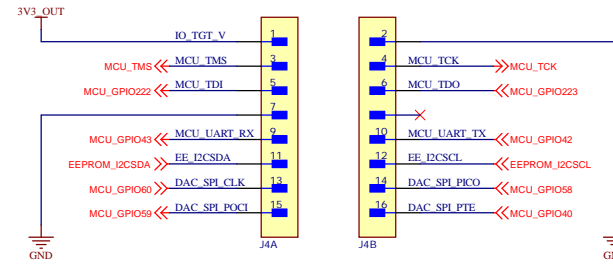 3V3_OUT
IO_TGT_V 1 2
MCU_TMS MCU_TMS 3 4 MCU_TCK MCU_TCK
MCU_GPIO222 MCU_TDI 5 6 MCU_TDO MCU_GPIO223
7
MCU_GPIO43 MCU_UART_RX 9 10 MCU_UART_TX MCU_GPIO42
EEPROM_I2CSDA EE_I2CSDA 11 12 EE_I2CSCL EEPROM_I2CSCL
MCU_GPIO60 DAC_SPI_CLK 13 14 DAC_SPI_PICO MCU_GPIO58
MCU_GPIO59 DAC_SPI_POCI 15 16 DAC_SPI_PTE MCU_GPIO40
J4A J4B
GND